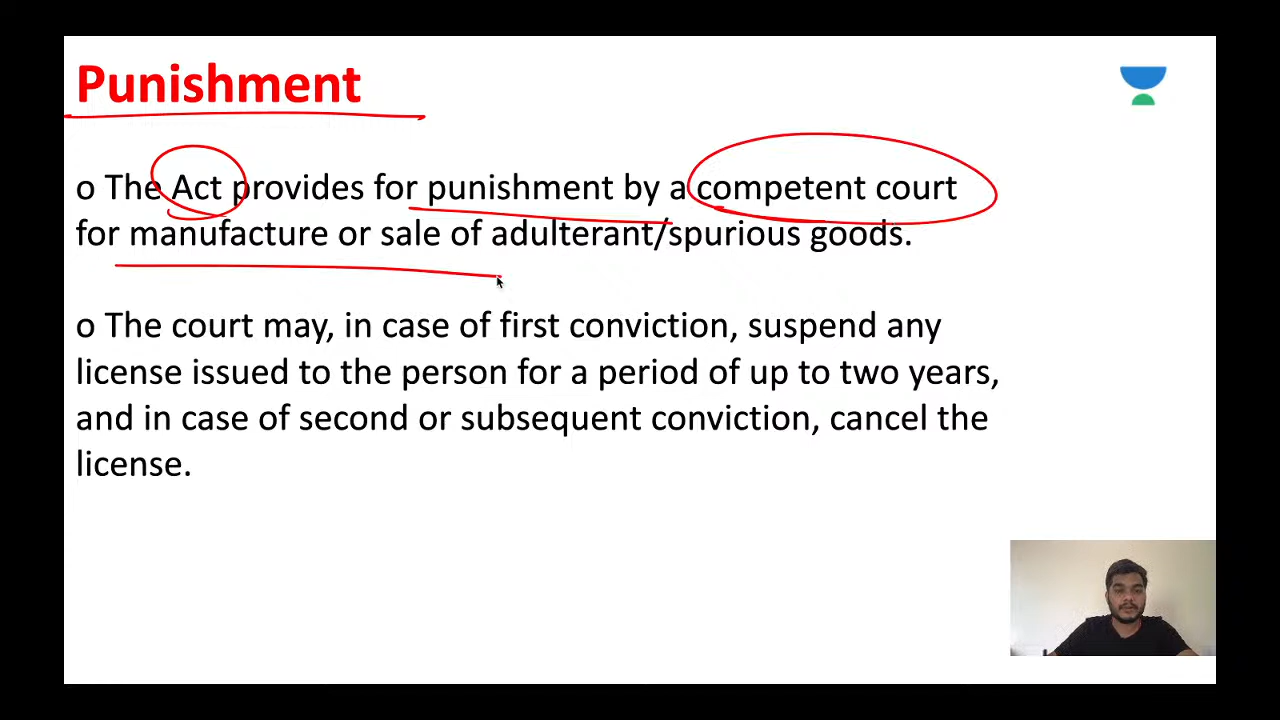 Punishment
o The Act provides for punishment by a competent court
for manufacture or sale of adulterant/spurious goods.
o The court may, in case of first conviction, suspend any
license issued to the person for a period of up to two years,
and in case of second or subsequent conviction, cancel the
license.